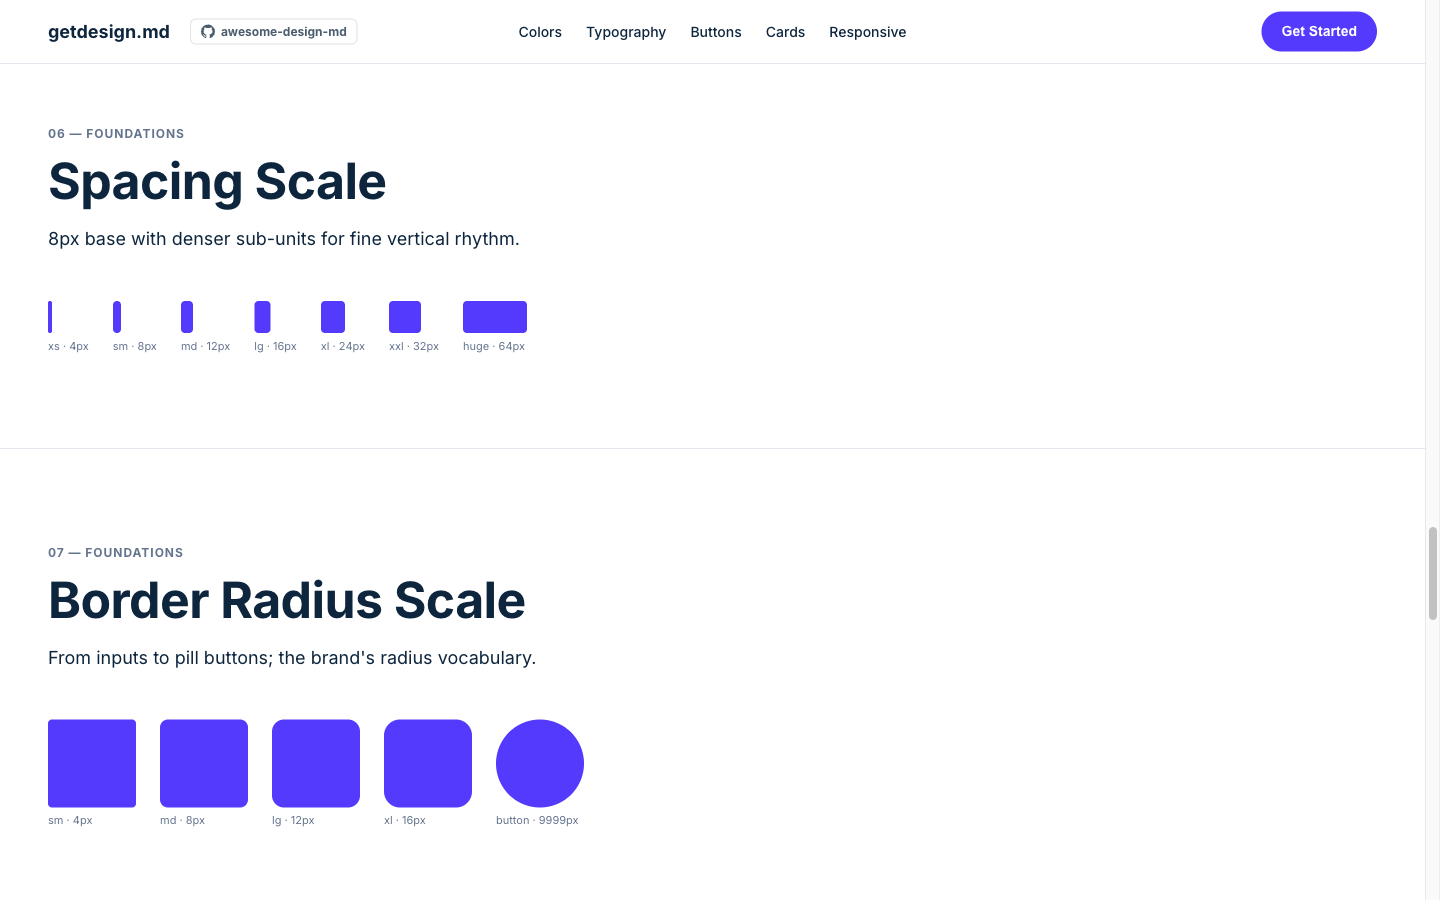 getdesign.md
awesome-design-md
Colors
Typography
Buttons
Cards
Responsive
Get Started
06 — FOUNDATIONS
Spacing Scale
8px base with denser sub-units for fine vertical rhythm.
xs · 4px
sm · 8px
md · 12px
lg · 16px
xl · 24px
xxl · 32px
huge · 64px
07 — FOUNDATIONS
Border Radius Scale
From inputs to pill buttons; the brand's radius vocabulary.
sm · 4px
md · 8px
lg · 12px
xl · 16px
button · 9999px